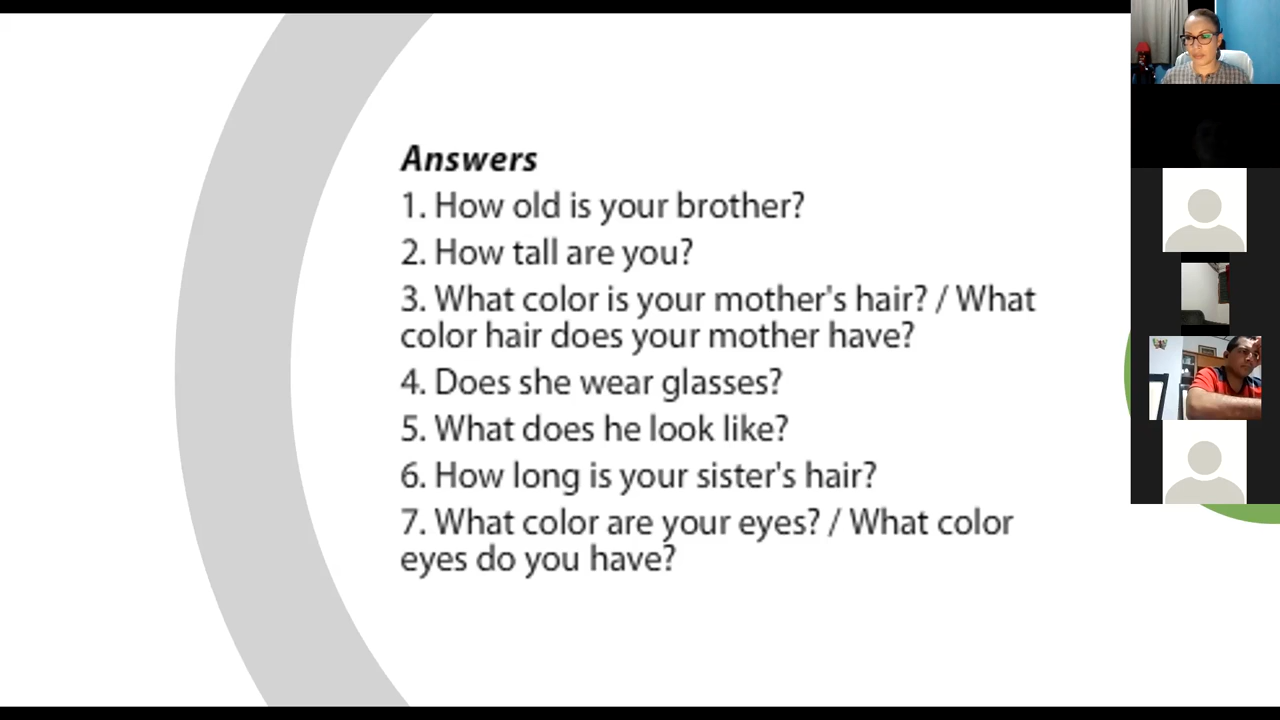 Answers
1. How old is your brother?
2. How tall are you?
3. What color is your mother's hair? / What
color hair does your mother have?
4. Does she wear glasses?
5. What does he look like?
6. How long is your sister's hair?
7. What color are your eyes? / What color
eyes do you have?